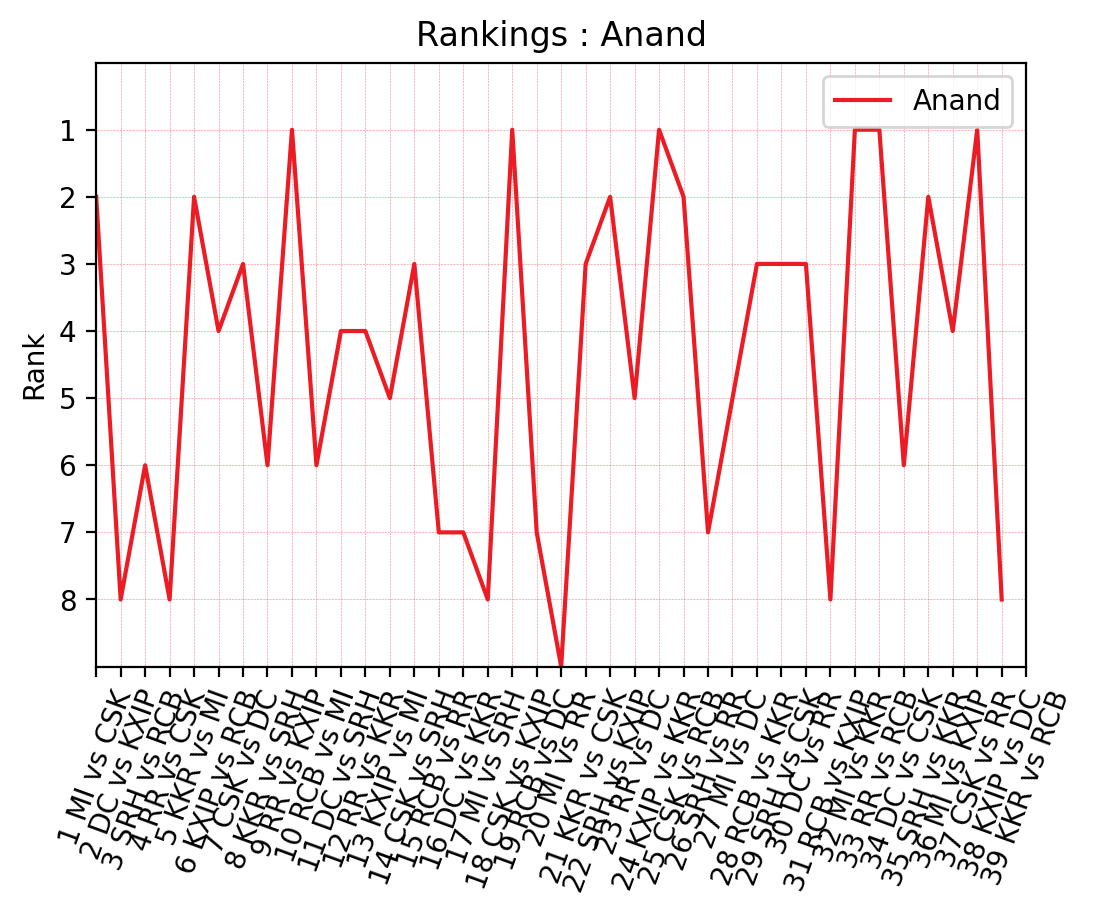 Rankings : Anand
Anand
Rank
1
2
3
4
5
6
7
8
1 MI vs CSK
2 DC vs KXIP
3 SRH vs RCB
4 RR vs CSK
5 KKR vs MI
6 KXIP vs RCB
7 CSK vs DC
8 KKR vs SRH
9 RR vs KXIP
10 RCB vs MI
11 DC vs SRH
12 RR vs KKR
13 KXIP vs MI
14 CSK vs SRH
15 RCB vs RR
16 DC vs KKR
17 MI vs SRH
18 CSK vs KXIP
19 RCB vs DC
20 MI vs RR
21 KKR vs CSK
22 SRH vs KXIP
23 RR vs DC
24 KXIP vs KKR
25 CSK vs RCB
26 SRH vs RR
27 MI vs DC
28 RCB vs KKR
29 SRH vs CSK
30 DC vs RR
31 RCB vs KXIP
32 MI vs KKR
33 RR vs RCB
34 DC vs CSK
35 SRH vs KKR
36 MI vs KXIP
37 CSK vs RR
38 KXIP vs DC
39 KKR vs RCB